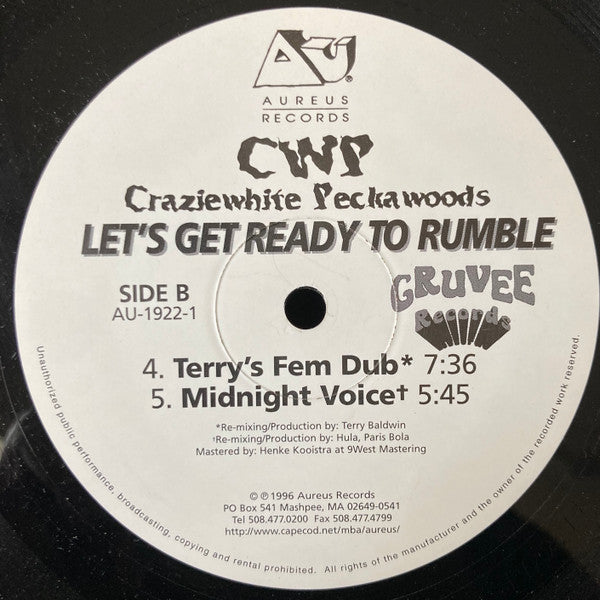 AU®
AUREUS
RECORDS
CWP
Craziewhite Peckawoods
LET'S GET READY TO RUMBLE
SIDE B
AU-1922-1
GRUVEE
Records
4. Terry's Fem Dub* 7:36
5. Midnight Voice† 5:45
*Re-mixing/Production by: Terry Baldwin
†Re-mixing/Production by: Hula, Paris Bola
Mastered by: Henke Kooistra at 9West Mastering
© ℗ 1996 Aureus Records
PO Box 541 Mashpee, MA 02649-0541
Tel 508.477.0200 Fax 508.477.4799
http://www.capecod.net/mba/aureus/
Unauthorized public performance, broadcasting, copying and rental prohibited. All rights of the manufacturer and the owner of the recorded work reserved.